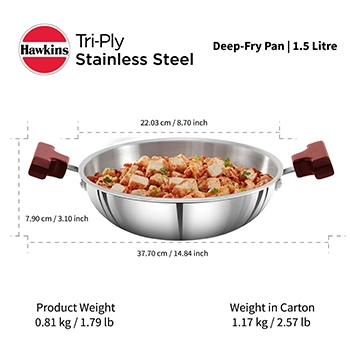 Hawkins
Tri-Ply
Stainless Steel
Deep-Fry Pan | 1.5 Litre
22.03 cm / 8.70 inch
7.90 cm / 3.10 inch
37.70 cm / 14.84 inch
Product Weight
0.81 kg / 1.79 lb
Weight in Carton
1.17 kg / 2.57 lb